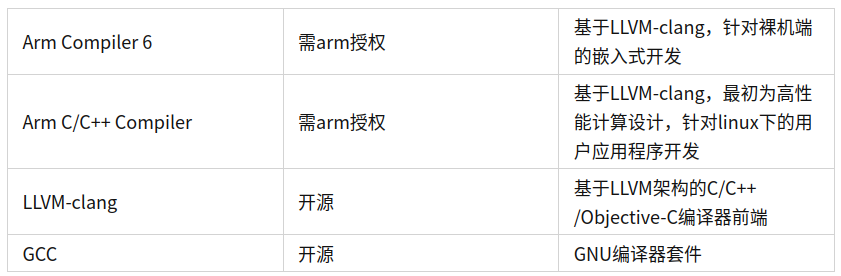 Arm Compiler 6
需arm授权
基于LLVM-clang，针对裸机端
的嵌入式开发
Arm C/C++ Compiler
需arm授权
基于LLVM-clang，最初为高性
能计算设计，针对linux下的用
户应用程序开发
LLVM-clang
开源
基于LLVM架构的C/C++
/Objective-C编译器前端
GCC
开源
GNU编译器套件